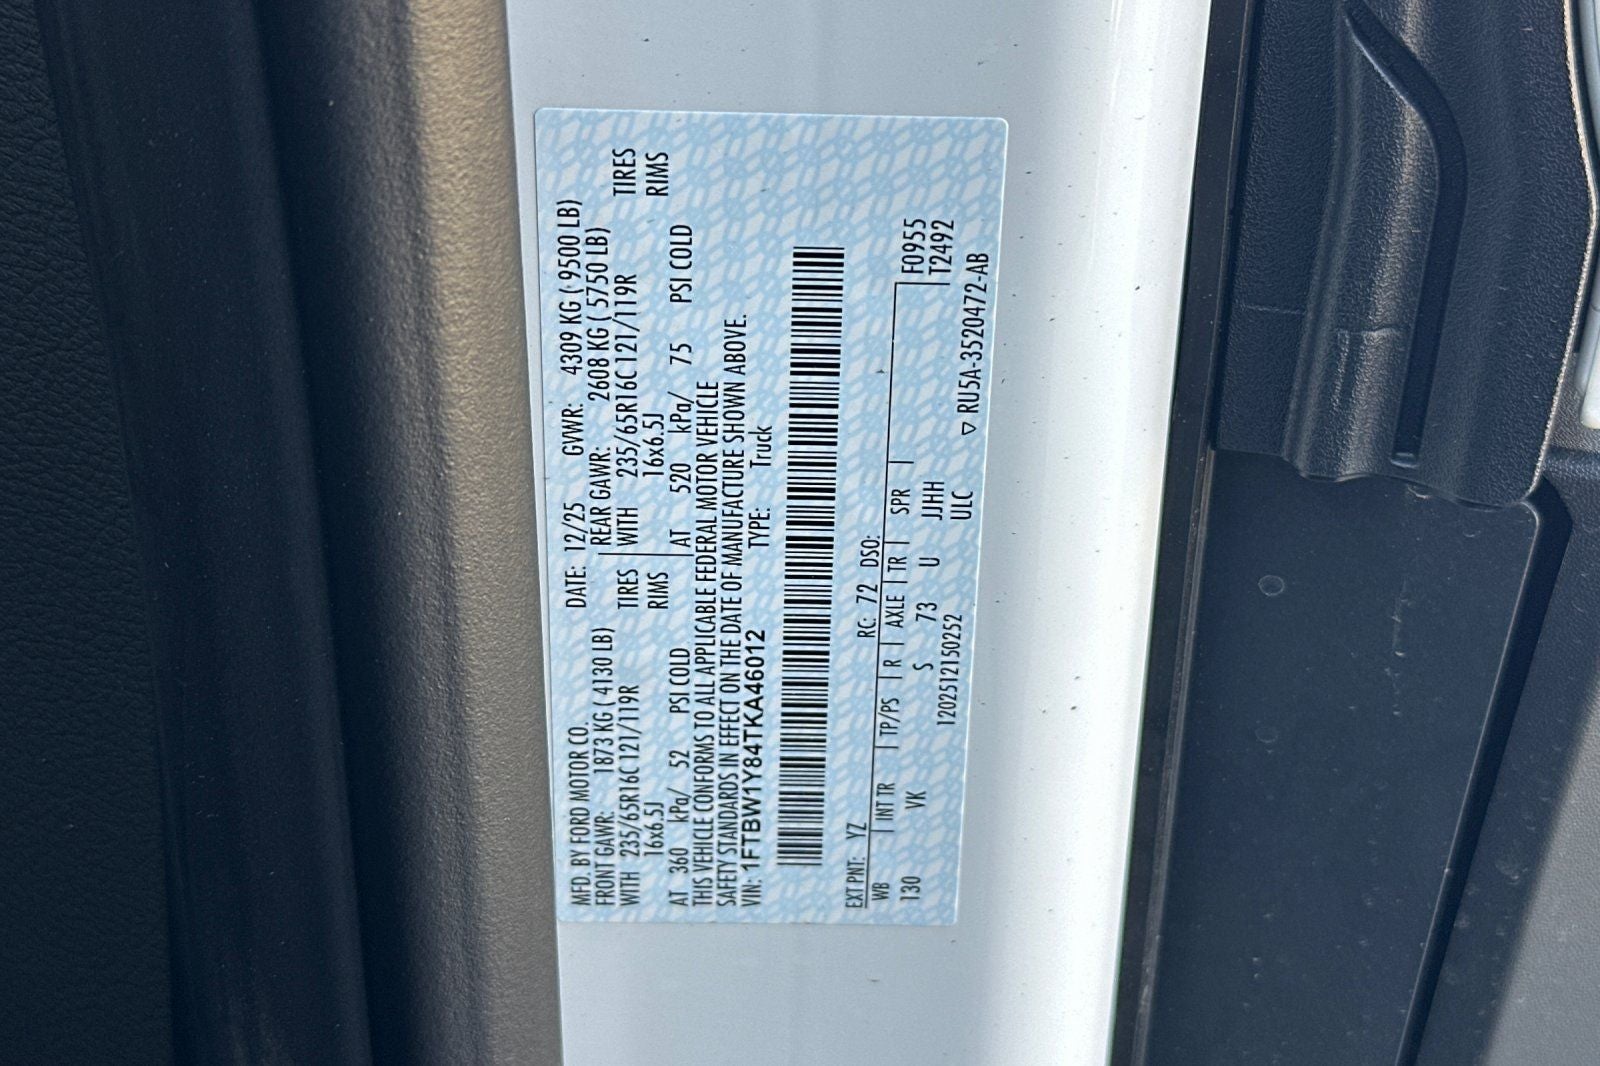 MFD. BY FORD MOTOR CO. DATE: 12/25 GVWR: 4309 KG ( 9500 LB)
FRONT GAWR: 1873 KG ( 4130 LB) REAR GAWR: 2608 KG ( 5750 LB)
WITH 235/65R16C 121/119R TIRES WITH 235/65R16C 121/119R TIRES
16x6.5J RIMS 16x6.5J RIMS
AT 360 kPa/ 52 PSI COLD AT 520 kPa/ 75 PSI COLD
THIS VEHICLE CONFORMS TO ALL APPLICABLE FEDERAL MOTOR VEHICLE
SAFETY STANDARDS IN EFFECT ON THE DATE OF MANUFACTURE SHOWN ABOVE.
VIN: 1FTBW1Y84TKA46012 TYPE: Truck
EXT PNT: YZ RC: 72 DSO:
WB INT TR TP/PS R AXLE TR SPR F0955
130 VK S 73 U JJHH T2492
120251215025​2 ULC ▽ RU5A-3520472-AB